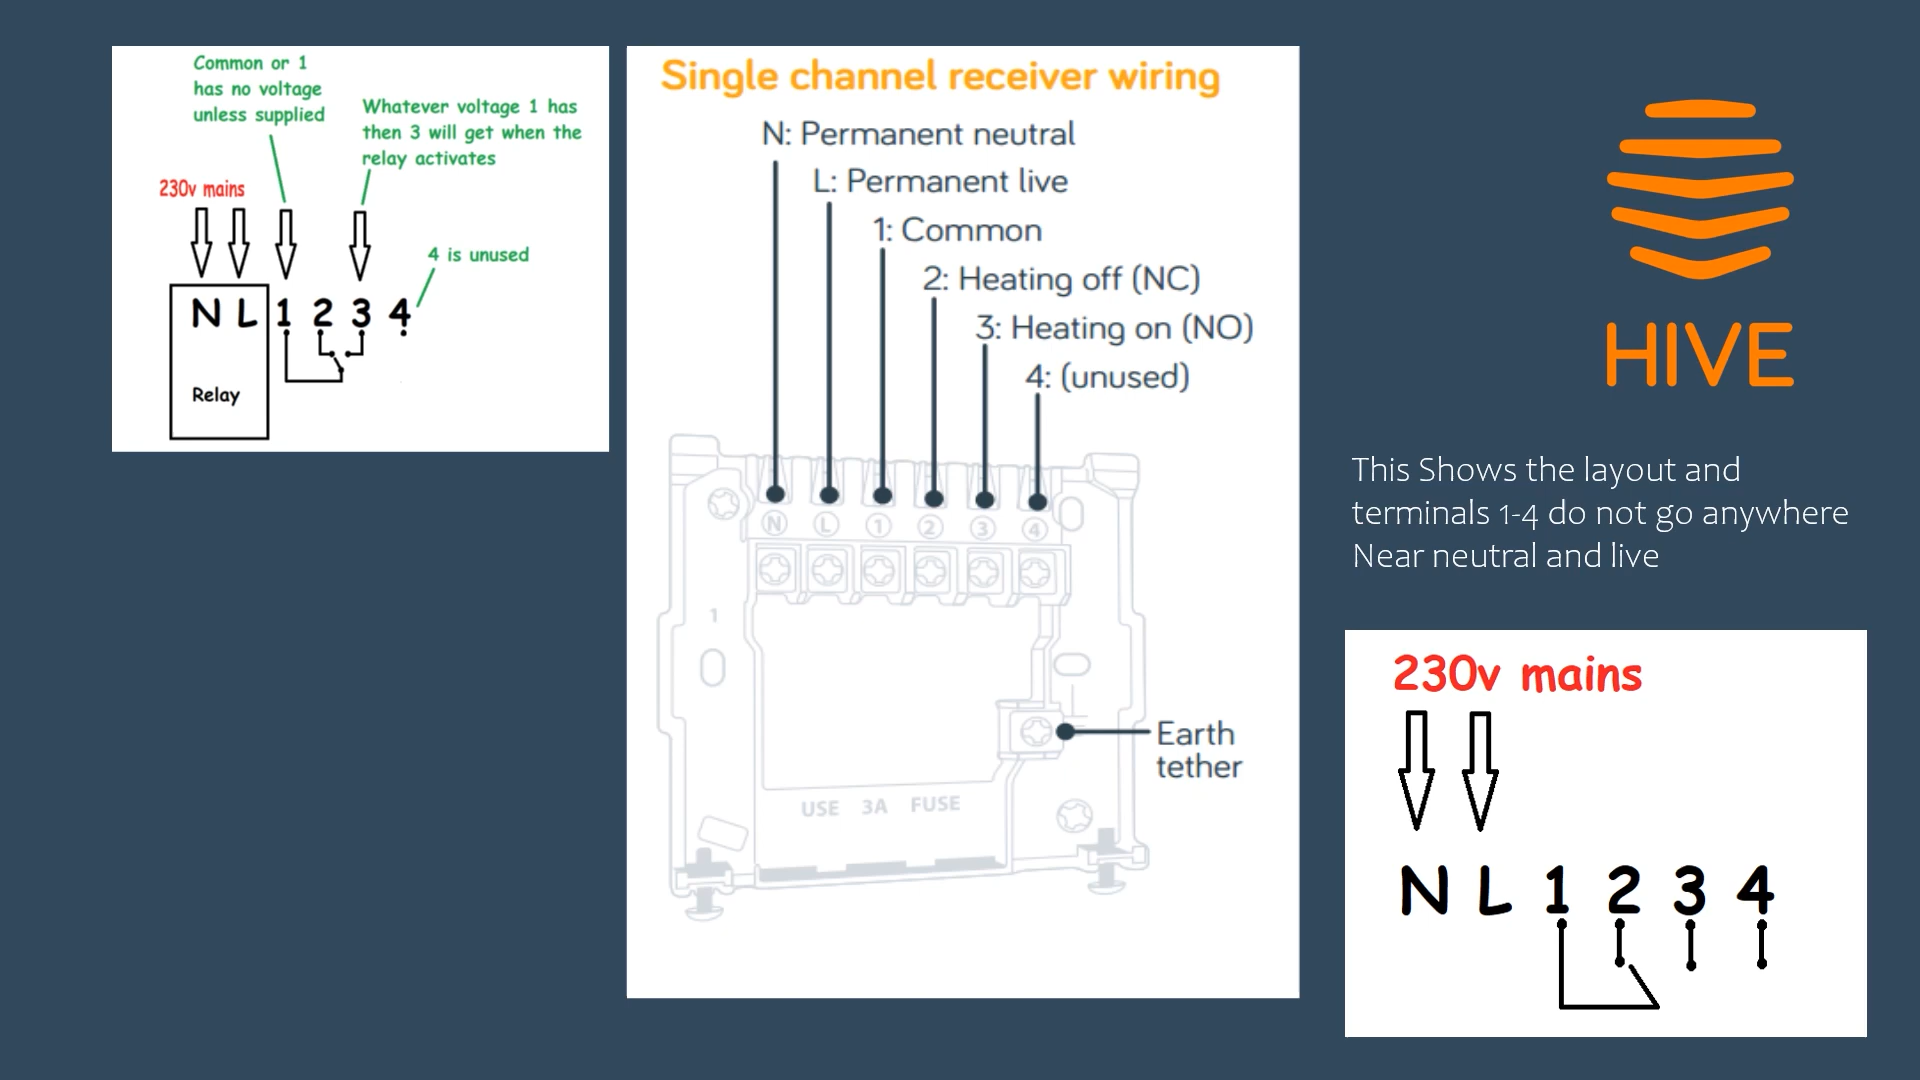 Common or 1
has no voltage
unless supplied
Whatever voltage 1 has
then 3 will get when the
relay activates
230v mains
4 is unused
N L 1 2 3 4
Relay
Single channel receiver wiring
N: Permanent neutral
L: Permanent live
1: Common
2: Heating off (NC)
3: Heating on (NO)
4: (unused)
N L 1 2 3 4
1
Earth
tether
USE 3A FUSE
HIVE
This Shows the layout and
terminals 1-4 do not go anywhere
Near neutral and live
230v mains
N L 1 2 3 4